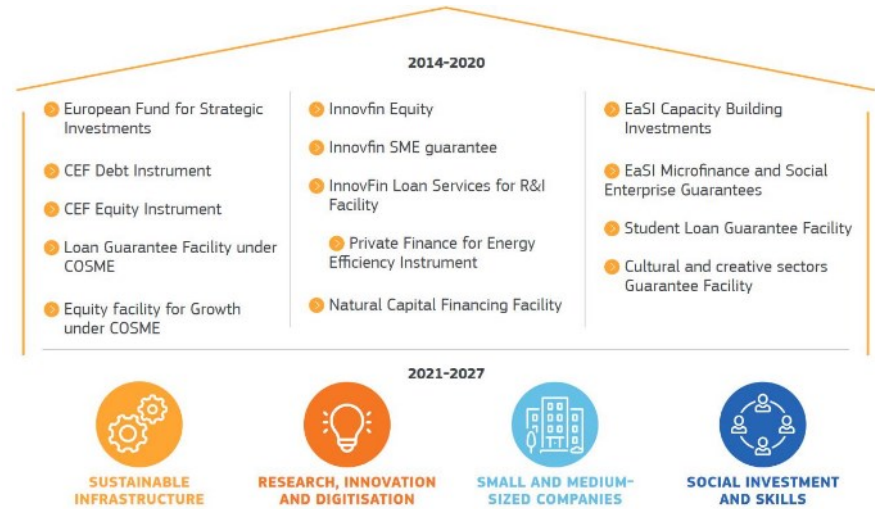 2014-2020
European Fund for Strategic
Investments
CEF Debt Instrument
CEF Equity Instrument
Loan Guarantee Facility under
COSME
Equity facility for Growth
under COSME
Innovfin Equity
Innovfin SME guarantee
InnovFin Loan Services for R&I
Facility
Private Finance for Energy
Efficiency Instrument
Natural Capital Financing Facility
EaSI Capacity Building
Investments
EaSI Microfinance and Social
Enterprise Guarantees
Student Loan Guarantee Facility
Cultural and creative sectors
Guarantee Facility
2021-2027
SUSTAINABLE
INFRASTRUCTURE
RESEARCH, INNOVATION
AND DIGITISATION
SMALL AND MEDIUM-
SIZED COMPANIES
SOCIAL INVESTMENT
AND SKILLS